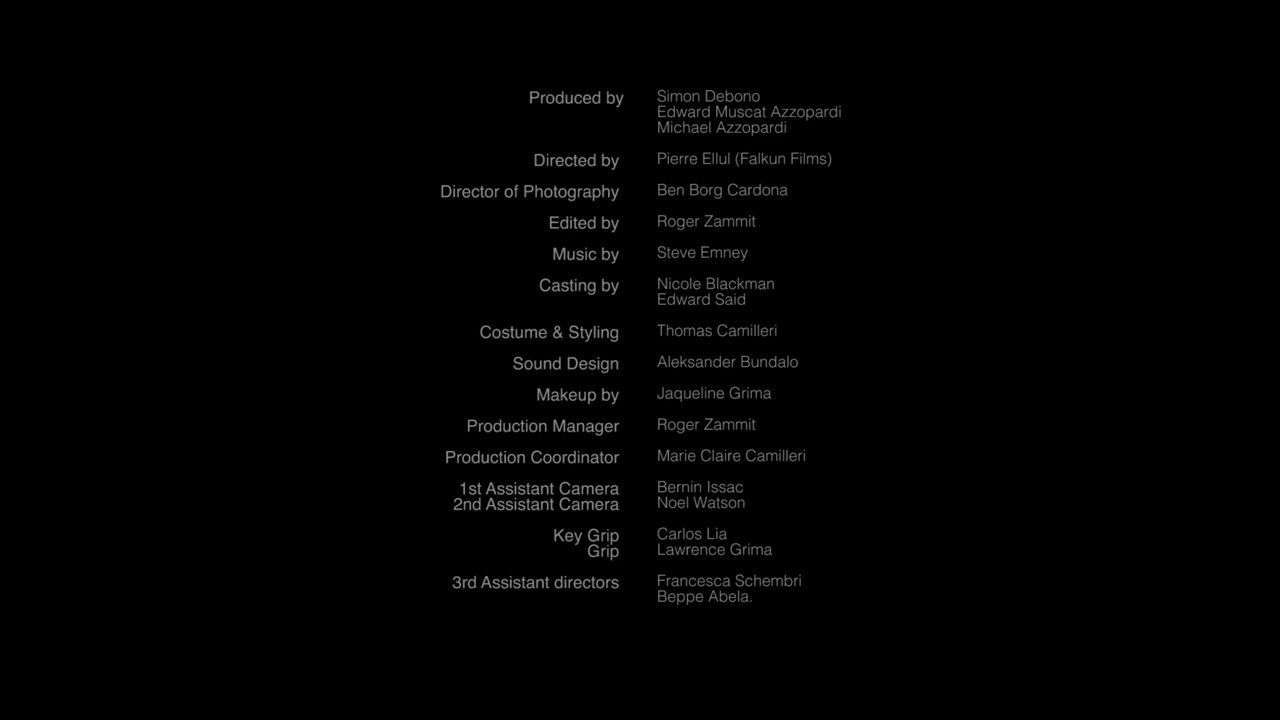 Produced by Simon Debono
Edward Muscat Azzopardi
Michael Azzopardi
Directed by Pierre Ellul (Falkun Films)
Director of Photography Ben Borg Cardona
Edited by Roger Zammit
Music by Steve Emney
Casting by Nicole Blackman
Edward Said
Costume & Styling Thomas Camilleri
Sound Design Aleksander Bundalo
Makeup by Jaqueline Grima
Production Manager Roger Zammit
Production Coordinator Marie Claire Camilleri
1st Assistant Camera Bernin Issac
2nd Assistant Camera Noel Watson
Key Grip Carlos Lia
Grip Lawrence Grima
3rd Assistant directors Francesca Schembri
Beppe Abela.